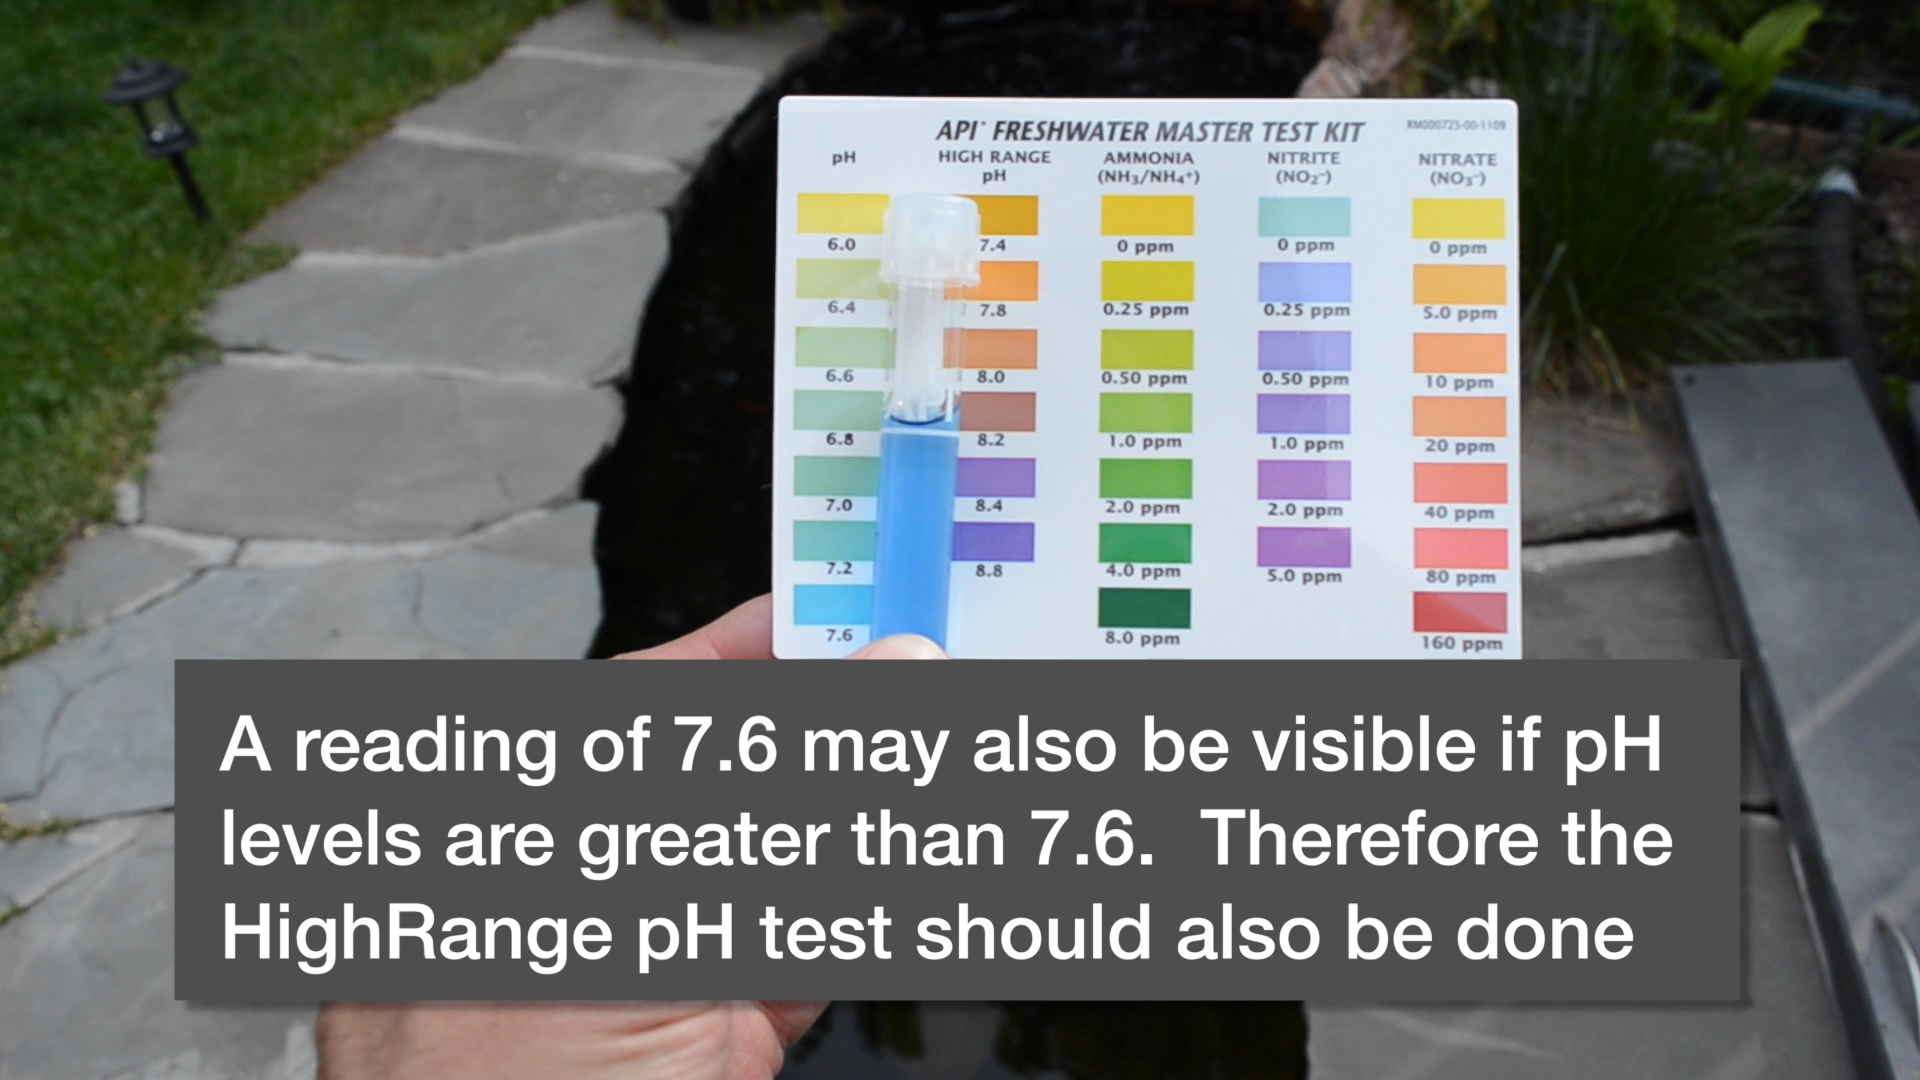 API* FRESHWATER MASTER TEST KIT
RM000725-00-1109
pH
HIGH RANGE
pH
AMMONIA
(NH₃/NH₄⁺)
NITRITE
(NO₂⁻)
NITRATE
(NO₃⁻)
6.0
7.4
0 ppm
0 ppm
0 ppm
6.4
7.8
0.25 ppm
0.25 ppm
5.0 ppm
6.6
8.0
0.50 ppm
0.50 ppm
10 ppm
6.8
8.2
1.0 ppm
1.0 ppm
20 ppm
7.0
8.4
2.0 ppm
2.0 ppm
40 ppm
7.2
8.8
4.0 ppm
5.0 ppm
80 ppm
7.6
8.0 ppm
160 ppm
A reading of 7.6 may also be visible if pH
levels are greater than 7.6. Therefore the
HighRange pH test should also be done